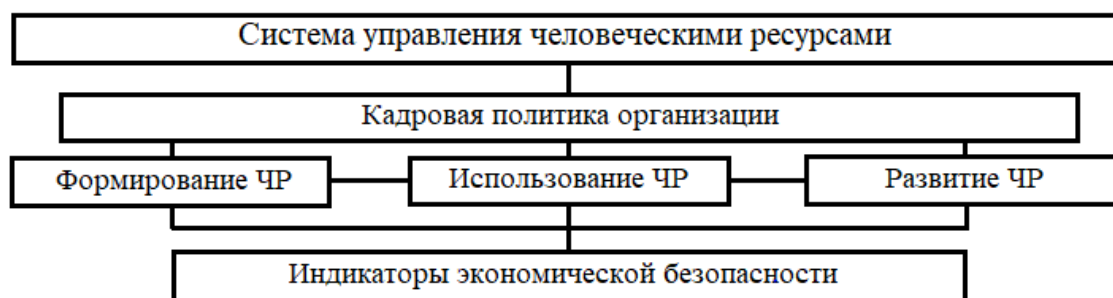 Система управления человеческими ресурсами
Кадровая политика организации
Формирование ЧР
Использование ЧР
Развитие ЧР
Индикаторы экономической безопасности